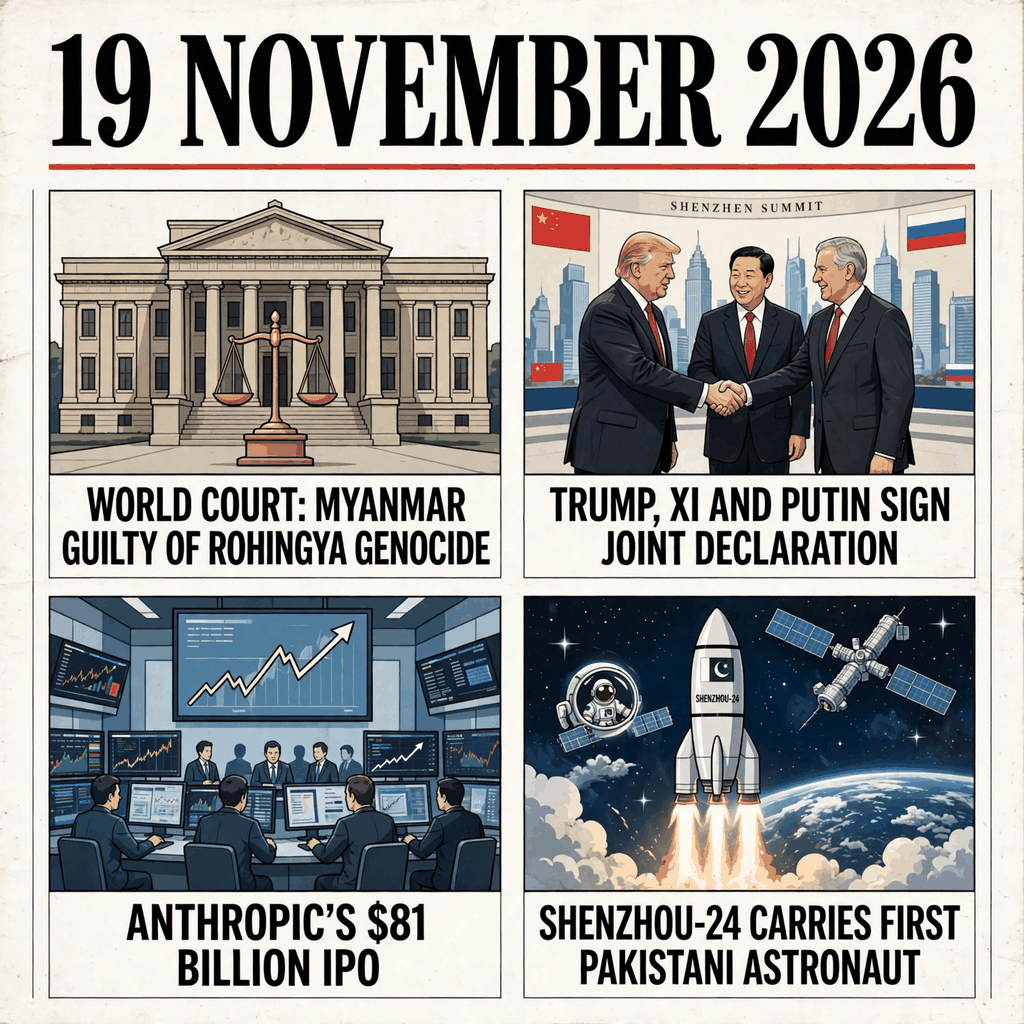 19 NOVEMBER 2026
SHENZHEN SUMMIT
WORLD COURT: MYANMAR
GUILTY OF ROHINGYA GENOCIDE
TRUMP, XI AND PUTIN SIGN
JOINT DECLARATION
ANTHROPIC'S $81
BILLION IPO
SHENZHOU-24
SHENZHOU-24 CARRIES FIRST
PAKISTANI ASTRONAUT